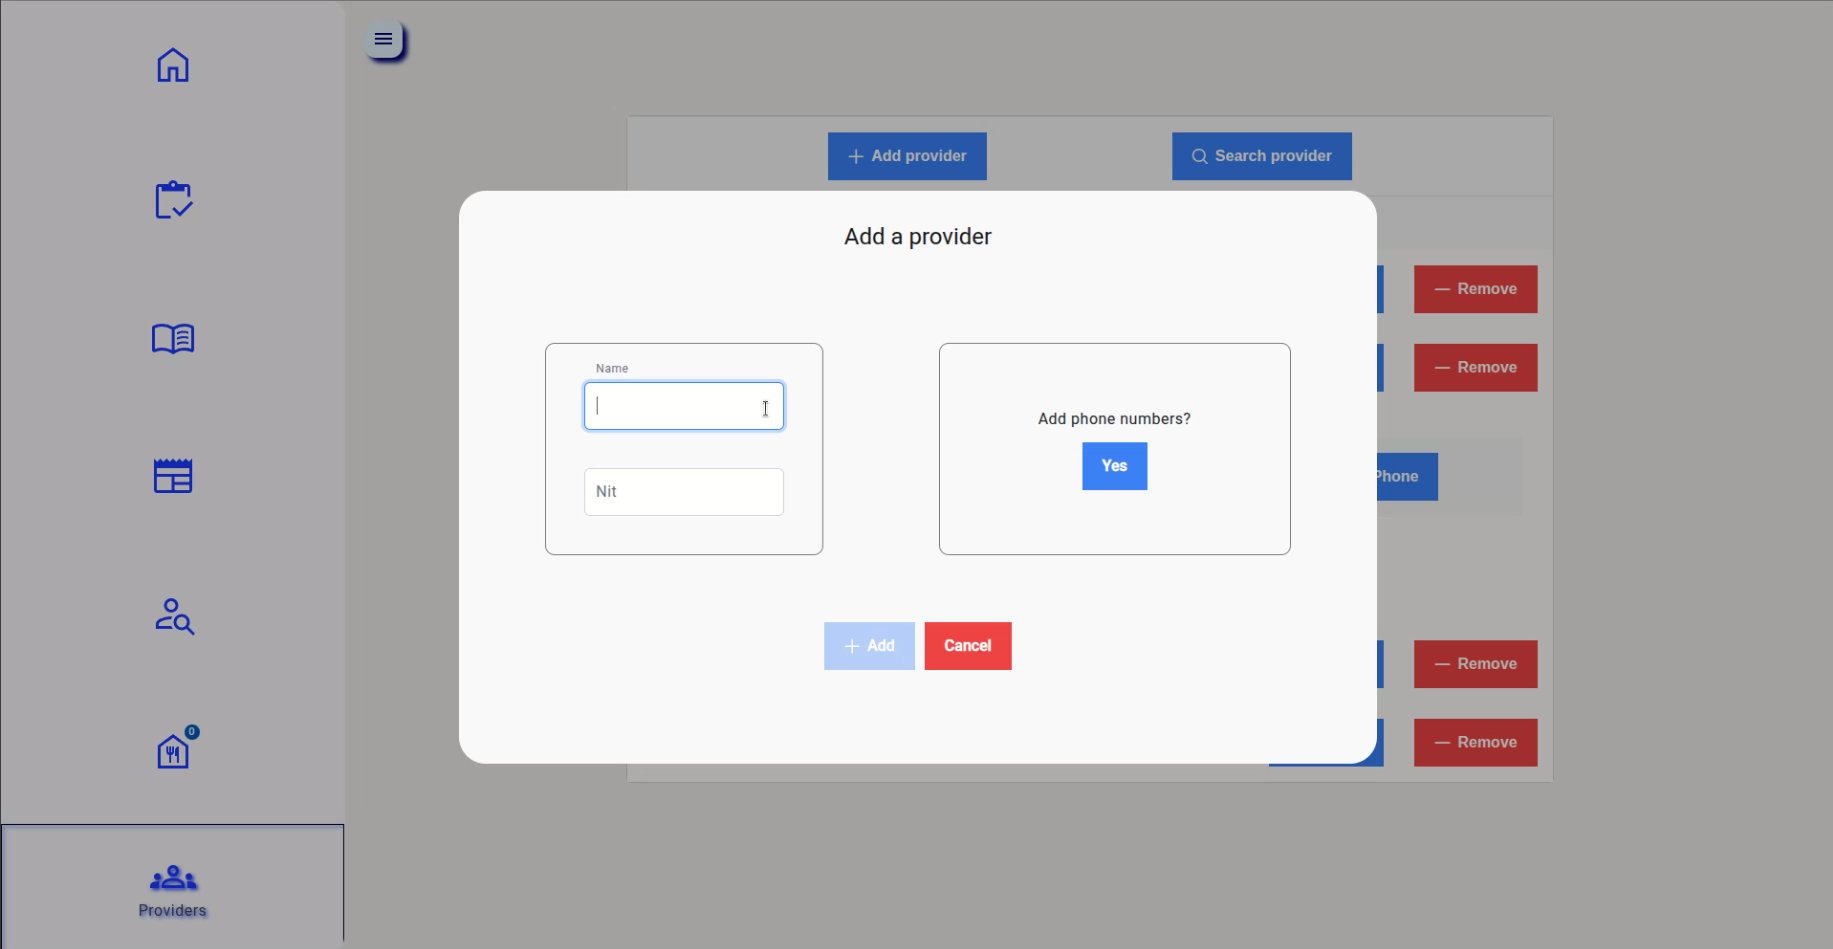 Add provider
Search provider
Add a provider
Remove
Remove
Name
Add phone numbers?
Yes
Phone
Nit
Add
Cancel
Remove
0
Remove
Providers